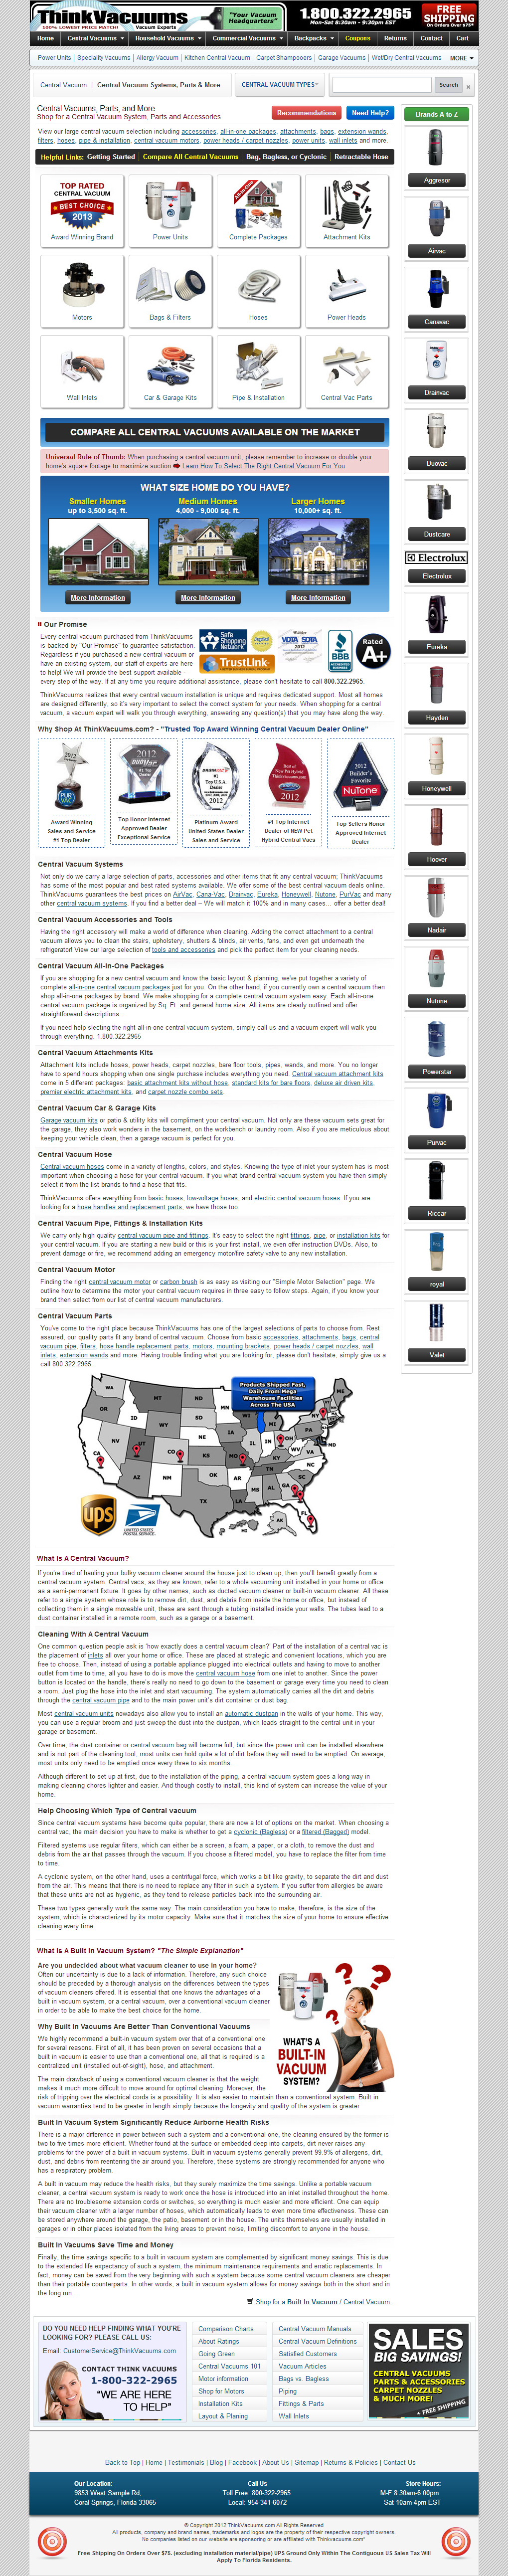 ThinkVacuums
100% LOWEST PRICE MATCH Vacuum Experts
"Your Vacuum Headquarters"
1.800.322.2965
M-F 8:30am - 6:00pm Sat 9:30pm - 5:30pm EST
FREE SHIPPING
On Orders Over $75
Home Central Vacuums Household Vacuums Commercial Vacuums Backpacks Coupons Returns Contact Cart
Power Units Speciality Vacuums Allergy Vacuum Kitchen Central Vacuum Carpet Shampooers Garage Vacuums Wet/Dry Central Vacuums MORE
Central Vacuum | Central Vacuum Systems, Parts & More
CENTRAL VACUUM TYPES
Search
Central Vacuums, Parts, and More
Shop for a Central Vacuum System, Parts and Accessories
Recommendations
Need Help?
View our large central vacuum selection including accessories, all-in-one packages, attachments, bags, extension wands,
filters, hoses, pipe & installation, central vacuum motors, power heads / carpet nozzles, power units, wall inlets and more.
Helpful Links: Getting Started | Compare All Central Vacuums | Bag, Bagless, or Cyclonic | Retractable Hose
TOP RATED
CENTRAL VACUUM
BEST CHOICE
2013
Award Winning Brand
Power Units
Complete Packages
Attachment Kits
Motors
Bags & Filters
Hoses
Power Heads
Wall Inlets
Car & Garage Kits
Pipe & Installation
Central Vac Parts
COMPARE ALL CENTRAL VACUUMS AVAILABLE ON THE MARKET
Universal Rule of Thumb: When purchasing a central vacuum unit, please remember to increase or double your
home's square footage to maximize suction Learn How To Select The Right Central Vacuum For You
WHAT SIZE HOME DO YOU HAVE?
Smaller Homes
up to 3,500 sq. ft.
Medium Homes
4,000 - 9,000 sq. ft.
Larger Homes
10,000+ sq. ft.
More Information
More Information
More Information
Our Promise
Every central vacuum purchased from ThinkVacuums
is backed by "Our Promise" to guarantee satisfaction.
Regardless if you purchased a new central vacuum or
have an existing system, our staff of experts are here
to help! We will provide the best support available -
every step of the way. If at any time you require additional assistance, please don't hesitate to call 800.322.2965.
Safe Shopping Network
TrustLink
BBB
ACCREDITED BUSINESS
Rated A+
ThinkVacuums realizes that every central vacuum installation is unique and requires dedicated support. Most all homes
are designed differently, so it's very important to select the correct system for your needs. When shopping for a central
vacuum, a vacuum expert will walk you through everything, answering any question(s) that you may have along the way.
Why Shop At ThinkVacuums.com? - "Trusted Top Award Winning Central Vacuum Dealer Online"
Award Winning
Sales and Service
#1 Top Dealer
Top Honor Internet
Approved Dealer
Exceptional Service
Platinum Award
United States Dealer
Sales and Service
#1 Top Internet
Dealer of NEW Pet
Hybrid Central Vacs
Top Sellers Honor
Approved Internet
Dealer
Central Vacuum Systems
Not only do we carry a large selection of parts, accessories and other items that fit any central vacuum; ThinkVacuums
has some of the most popular and best rated systems available. We offer some of the best central vacuum deals online.
ThinkVacuums guarantees the best prices on AirVac, Cana-Vac, Drainvac, Eureka, Honeywell, Nutone, PurVac and many
other central vacuum systems. If you find a better deal – We will match it 100% and in many cases... offer a better deal!
Central Vacuum Accessories and Tools
Having the right accessory will make a world of difference when cleaning. Adding the correct attachment to a central
vacuum allows you to clean the stairs, upholstery, shutters & blinds, air vents, fans, and even get underneath the
refrigerator! View our large selection of tools and accessories and pick the perfect item for your cleaning needs.
Central Vacuum All-In-One Packages
If you are shopping for a new central vacuum and know the basic layout & planning, we've put together a variety of
complete all-in-one central vacuum packages just for you. On the other hand, if you currently own a central vacuum then
shop all-in-one packages by brand. We make shopping for a complete central vacuum system easy. Each all-in-one
central vacuum package is organized by Sq. Ft. and general home size. All items are clearly outlined and offer
straightforward descriptions.
If you need help slecting the right all-in-one central vacuum system, simply call us and a vacuum expert will walk you
through everything. 1.800.322.2965
Central Vacuum Attachments Kits
Attachment kits include hoses, power heads, carpet nozzles, bare floor tools, pipes, wands, and more. You no longer
have to spend hours shopping when one single purchase includes everything you need. Central vacuum attachment kits
come in 5 different packages: basic attachment kits without hose, standard kits for bare floors, deluxe air driven kits,
premier electric attachment kits, and carpet nozzle combo sets.
Central Vacuum Car & Garage Kits
Garage vacuum kits or patio & utility kits will compliment your central vacuum. Not only are these vacuum sets great for
the garage, they also work wonders in the basement, on the workbench or laundry room. Also if you are meticulous about
keeping your vehicle clean, then a garage vacuum is perfect for you.
Central Vacuum Hose
Central vacuum hoses come in a variety of lengths, colors, and styles. Knowing the type of inlet your system has is most
important when choosing a hose for your central vacuum. If you what brand central vacuum system you have then simply
select it from the list brands to find a hose that fits.
ThinkVacuums offers everything from basic hoses, low-voltage hoses, and electric central vacuum hoses. If you are
looking for a hose handles and replacement parts, we have those too.
Central Vacuum Pipe, Fittings & Installation Kits
We carry only high quality central vacuum pipe and fittings. It's easy to select the right fittings, pipe, or installation kits for
your central vacuum. If you are starting a new build or this is your first install, we even offer instruction DVDs. Also, to
prevent damage or fire, we recommend adding an emergency motor/fire safety valve to any new installation.
Central Vacuum Motor
Finding the right central vacuum motor or carbon brush is as easy as visiting our "Simple Motor Selection" page. We
outline how to determine the motor your central vacuum requires in three easy to follow steps. Again, if you know your
brand then select from our list of central vacuum manufacturers.
Central Vacuum Parts
You've come to the right place because ThinkVacuums has one of the largest selections of parts to choose from. Rest
assured, our quality parts fit any brand of central vacuum. Choose from basic accessories, attachments, bags, central
vacuum pipe, filters, hose handle replacement parts, motors, mounting brackets, power heads / carpet nozzles, wall
inlets, extension wands and more. Having trouble finding what you are looking for, please don't hesitate, simply give us a
call 800.322.2965.
Products Shipped Fast,
Daily From Mega
Warehouse Facilities
Across The USA
ups
UNITED STATES POSTAL SERVICE
What Is A Central Vacuum?
If you're tired of hauling your bulky vacuum cleaner around the house just to clean up, then you'll benefit greatly from a
central vacuum system. Central vacs, as they are known, refer to a whole vacuuming unit installed in your home or office
as a semi-permanent fixture. It goes by other names, such as ducted vacuum cleaner or built-in vacuum cleaner. All these
refer to a single system whose role is to remove dirt, dust, and debris from inside the home or office, but instead of
collecting them in a single moveable unit, these are sent through a tubing installed inside your walls. The tubes lead to a
dust container installed a remote room, such as a garage or a basement.
Cleaning With A Central Vacuum
One common question people ask is 'how exactly does a central vacuum clean?' Part of the installation of a central vac is
the placement of inlets all over your home or office. These are placed at strategic and convenient locations, which you are
free to choose. Then, instead of using a portable appliance plugged into electrical outlets and having to move to another
outlet from time to time, all you have to do is move the central vacuum hose from one inlet to another. Since the power
button is located on the handle, there's really no need to go down to the basement or garage every time you need to clean
a room. Just plug the hose into the inlet and start vacuuming. The system automatically carries all the dirt and debris
through the central vacuum pipe and to the main power unit's dirt container or dust bag.
Most central vacuum units nowadays also allow you to install an automatic dustpan in the walls of your home. This way,
you can use a regular broom and just sweep the dust into the dustpan, which leads straight to the central unit in your
garage or basement.
Over time, the dust container or central vacuum bag will become full, but since the power unit can be installed elsewhere
and is not part of the cleaning tool, most units can hold quite a lot of dirt before they will need to be emptied. On average,
most units only need to be emptied once every three to six months.
Although different to set up at first, due to the installation of the piping, a central vacuum system goes a long way in
making cleaning chores lighter and easier. And though costly to install, this kind of system can increase the value of your
home.
Help Choosing Which Type of Central vacuum
Since central vacuum systems have become quite popular, there are now a lot of options on the market. When choosing a
central vac, the main decision you have to make is whether to get a cyclonic (Bagless) or a filtered (Bagged) model.
Filtered systems use regular filters, which can either be a screen, a foam, a paper, or a cloth, to remove the dust and
debris from the air that passes through the vacuum. If you choose a filtered model, you have to replace the filter from time
to time.
A cyclonic system, on the other hand, uses a centrifugal force, which works a bit like gravity, to separate the dirt and dust
from the air. This means that there is no need to replace any filter in such a system. If you suffer from allergies be aware
that these units are not as hygienic, as they tend to release particles back into the surrounding air.
These two types generally work the same way. The main consideration you have to make, therefore, is the size of the
system, which is characterized by its motor capacity. Make sure that it matches the size of your home to ensure effective
cleaning every time.
What Is A Built In Vacuum System? "The Simple Explanation"
Are you undecided about what vacuum cleaner to use in your home?
Often our uncertainty is due to a lack of information. Therefore, any such choice
should be preceded by a thorough analysis on the differences between the types
of vacuum cleaners offered. It is essential that one knows the advantages of a
built in vacuum system, or a central vacuum, over a conventional vacuum cleaner
in order to be able to make the best choice for the home.
WHAT'S A
BUILT-IN
VACUUM
SYSTEM?
Why Built In Vacuums Are Better Than Conventional Vacuums
We highly recommend a built-in vacuum system over that of a conventional one
for several reasons. First of all, it has been proven on several occasions that a
built in vacuum is easier to use than a conventional one, all that is required is a
centralized unit (installed out-of-sight), hose, and attachment.
The main drawback of using a conventional vacuum cleaner is that the weight
makes it much more difficult to move around for optimal cleaning. Moreover, the
risk of tripping over the electrical cords is imminent. It is also easier to maintain than a conventional system. Built in
vacuum warranties tend to be greater in length simply because the longevity and quality of such a system is greater.
Built In Vacuum System Significantly Reduce Airborne Health Risks
There is a major difference in power between such a system and a conventional one, the cleaning ensured by the former is
two to five times more efficient. Whether found at the surface or embedded deep into carpets, dirt never raises any
problems for the power of a built in vacuum systems. Built in vacuum systems generally prevent 99.9% of allergens, dirt,
dust, and debris from reentering the air around you. Therefore, these systems are strongly recommended for anyone who
has a respiratory problem.
A built in vacuum may reduce the health risks, but they surely maximize the time savings. Unlike a portable vacuum
cleaner, a central vacuum system is ready to work once the hose is introduced into an inlet installed throughout the home.
There are no troublesome extension cords or switches, so everything is much easier and more efficient. One can equip
their vacuum cleaner with a larger number of hoses, which automatically leads to even more time effectiveness. These can
be stored anywhere around the garage, the patio, basement or in the house. The units themselves are usually installed in
garages or in other places isolated from the living areas to prevent noise, limiting discomfort to anyone in the house.
Built In Vacuums Save Time and Money
Finally, the time savings specific to a built in vacuum system are complemented by significant money savings. This is due
to the extended life expectancy of such a system, the minimum maintenance requirements and erratic replacements. In
fact, money can be saved from the very beginning with such a vacuum system because some central vacuum cleaners are cheaper
than their portable counterparts. In other words, a built in vacuum system allows for money savings both in the short and in
the long run.
Shop for a Built In Vacuum / Central Vacuum.
Brands A to Z
Aggresor
Airvac
Canavac
Drainvac
Duovac
Dustcare
Electrolux
Electrolux
Eureka
Hayden
Honeywell
Hoover
Nadair
Nutone
Powerstar
Purvac
Riccar
royal
Valet
DO YOU NEED HELP FINDING WHAT YOU'RE
LOOKING FOR? PLEASE CALL US:
Email: CustomerService@ThinkVacuums.com
CONTACT THINK VACUUMS
1-800-322-2965
"WE ARE HERE
TO HELP"
Comparison Charts
About Ratings
Going Green
Central Vacuums 101
Motor information
Shop for Motors
Installation Kits
Layout & Planing
Central Vacuum Manuals
Central Vacuum Definitions
Satisfied Customers
Vacuum Articles
Bags vs. Bagless
Piping
Fittings & Parts
Wall Inlets
SALES
BIG SAVING!
CENTRAL VACUUMS
PARTS & ACCESSORIES
CARPET NOZZLES
& MUCH MORE!
+ FREE SHIPPING
Back to Top | Home | Testimonials | Blog | Facebook | About Us | Sitemap | Returns & Policies | Contact Us
Our Location:
9853 West Sample Rd.
Coral Springs, Florida 33065
Call Us
Toll Free: 800-322-2965
Local: 954-341-6072
Store Hours:
M-F 8:30am-6:00pm
Sat 10am-4pm EST
© Copyright 2012 ThinkVacuums.com All Rights Reserved
All products, company and brand names, trademarks and logos are the property of their respective copyright owners.
No companies listed on our website are sponsoring or are affiliated with Thinkvacuums.com"
Free Shipping On Orders Over $75. (excluding installation material/pipe) UPS Ground Only Within The Contiguous US Sales Tax Will
Apply To Florida Residents.